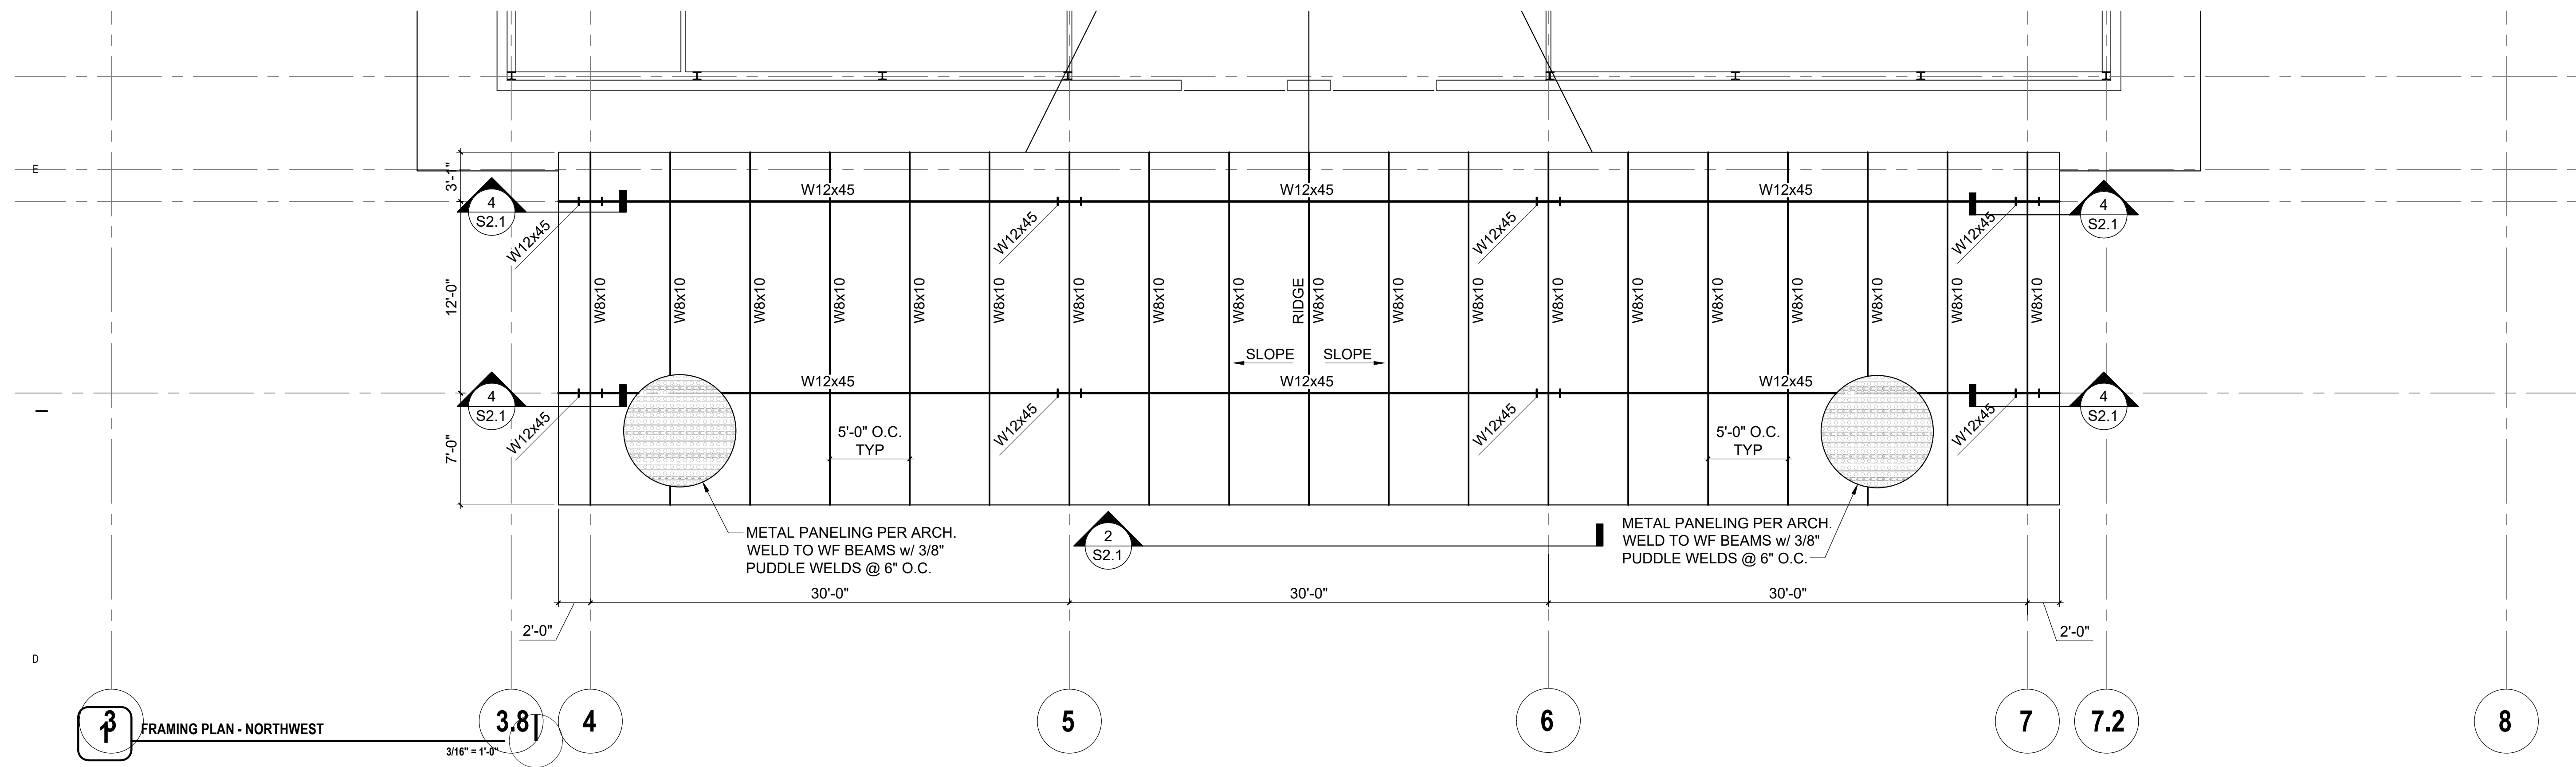 E
3'-1"
W12x45
W12x45
W12x45
4
S2.1
4
S2.1
W12x45
W12x45
W12x45
W12x45
12'-0"
W8x10
W8x10
W8x10
W8x10
W8x10
W8x10
W8x10
W8x10
W8x10
RIDGE
W8x10
W8x10
W8x10
W8x10
W8x10
W8x10
W8x10
W8x10
W8x10
W8x10
SLOPE
SLOPE
W12x45
W12x45
W12x45
4
S2.1
4
S2.1
W12x45
W12x45
W12x45
W12x45
7'-0"
5'-0" O.C.
TYP
5'-0" O.C.
TYP
METAL PANELING PER ARCH.
WELD TO WF BEAMS w/ 3/8"
PUDDLE WELDS @ 6" O.C.
2
S2.1
METAL PANELING PER ARCH.
WELD TO WF BEAMS w/ 3/8"
PUDDLE WELDS @ 6" O.C.
30'-0"
30'-0"
30'-0"
2'-0"
2'-0"
D
3
3.8
4
5
6
7
7.2
8
1
FRAMING PLAN - NORTHWEST
3/16" = 1'-0"